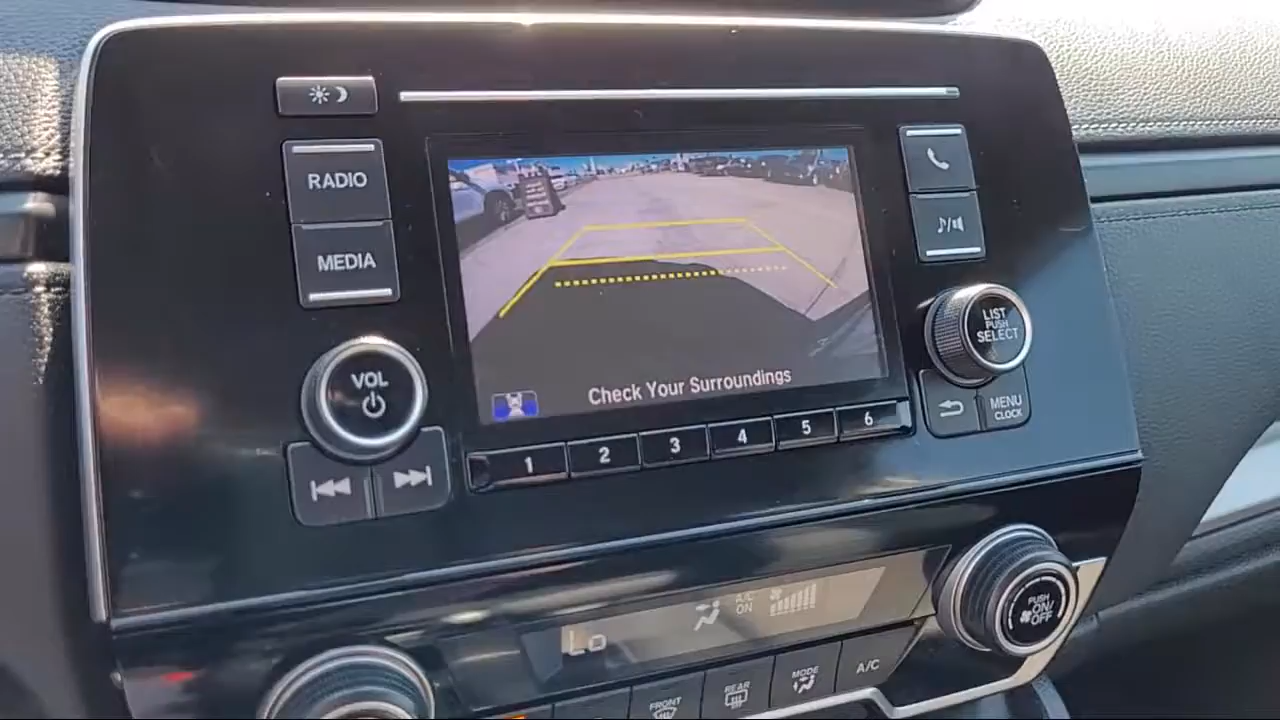 RADIO
MEDIA
VOL
LIST
PUSH
SELECT
MENU
CLOCK
Check Your Surroundings
1 2 3 4 5 6
Lo
A/C
ON
PUSH
ON/
OFF
FRONT
REAR
MODE
A/C